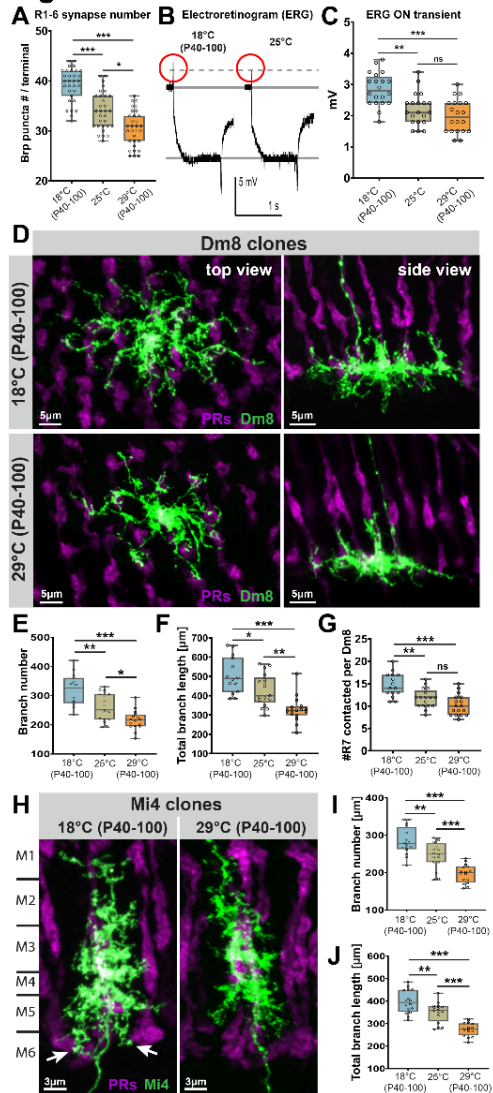 A R1-6 synapse number
***
***
*
Brp puncta # / terminal
50
40
30
20
18°C
(P40-100)
25°C
29°C
(P40-100)
B Electroretinogram (ERG)
18°C
(P40-100)
25°C
5 mV
1 s
C ERG ON transient
***
**
ns
mV
4
3
2
1
0
18°C
(P40-100)
25°C
29°C
(P40-100)
D Dm8 clones
top view
side view
18°C (P40-100)
5µm
PRs Dm8
5µm
29°C (P40-100)
5µm
PRs Dm8
5µm
E
***
**
*
Branch number
500
400
300
200
100
18°C
(P40-100)
25°C
29°C
(P40-100)
F
***
*
**
Total branch length [µm]
800
700
600
500
400
300
200
100
18°C
(P40-100)
25°C
29°C
(P40-100)
G
***
**
ns
#R7 contacted per Dm8
25
20
15
10
5
0
18°C
(P40-100)
25°C
29°C
(P40-100)
H Mi4 clones
18°C (P40-100)
29°C (P40-100)
M1
M2
M3
M4
M5
M6
3µm
PRs Mi4
3µm
I
***
**
***
Branch number [µm]
400
300
200
100
18°C
(P40-100)
25°C
29°C
(P40-100)
J
***
**
***
Total branch length [µm]
600
500
400
300
200
100
18°C
(P40-100)
25°C
29°C
(P40-100)